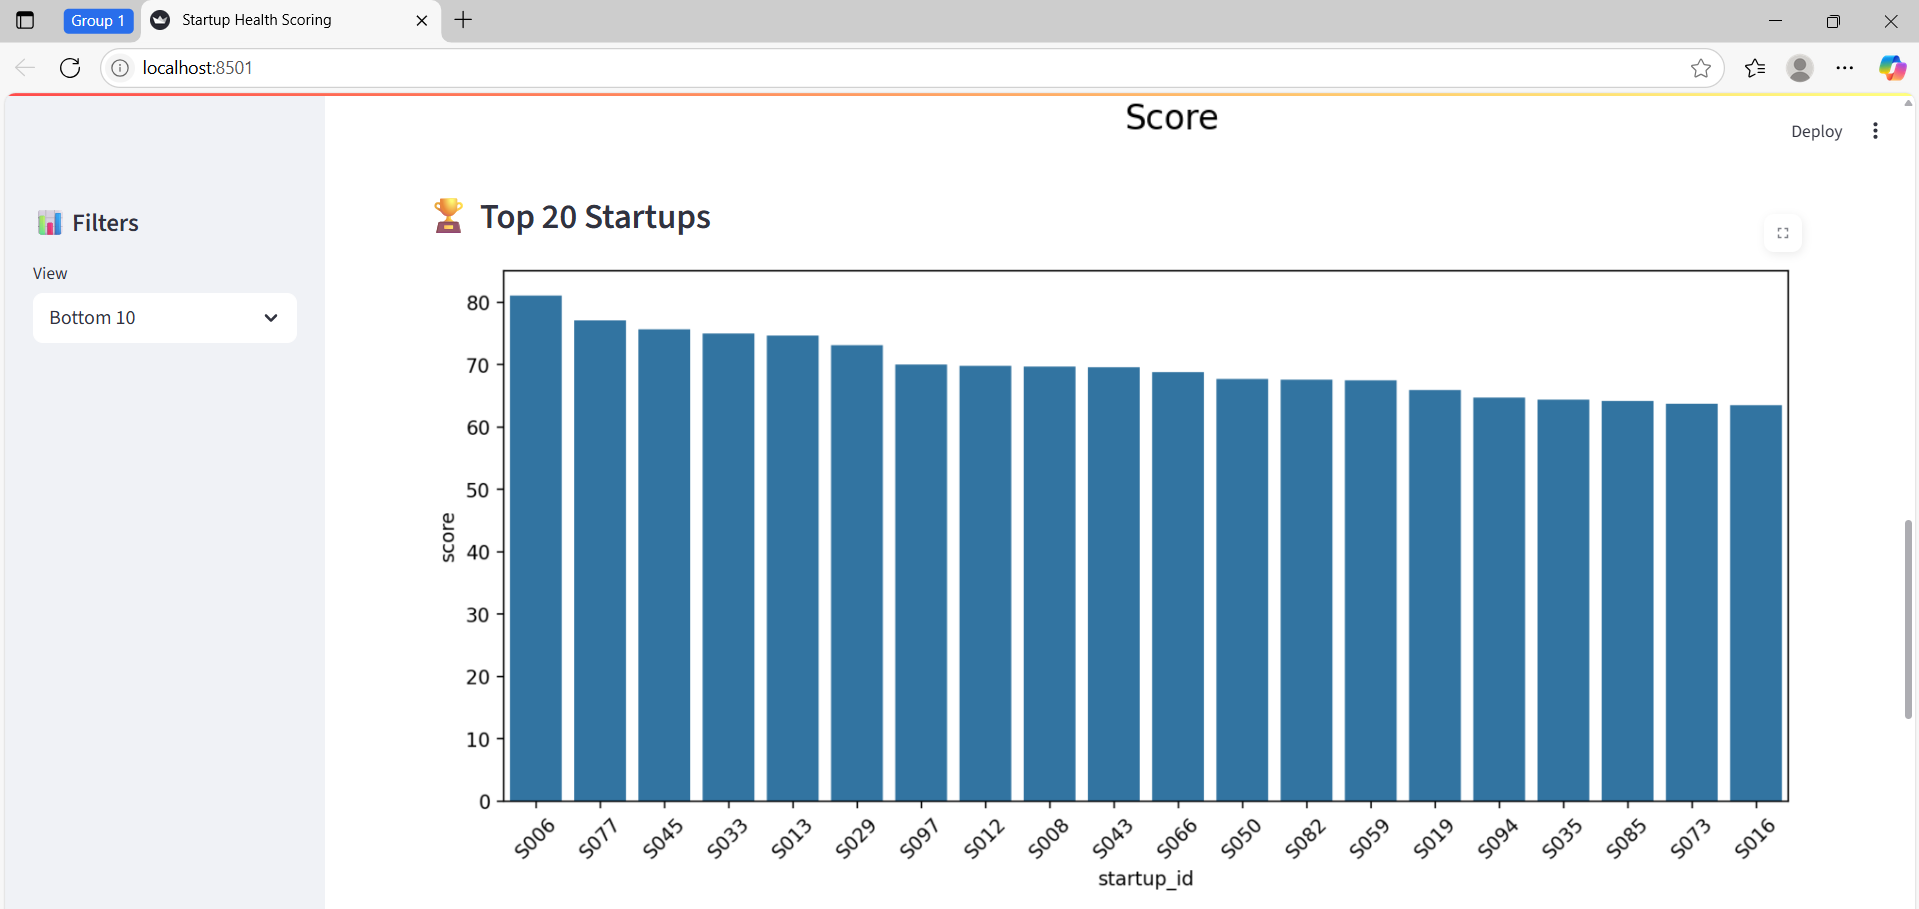 Group 1
Startup Health Scoring
localhost:8501
Score
Deploy
Filters
View
Bottom 10
Top 20 Startups
80
70
60
50
40
30
20
10
0
score
S006 S077 S045 S033 S013 S029 S097 S012 S008 S043 S066 S050 S082 S059 S019 S094 S035 S085 S073 S016
startup_id